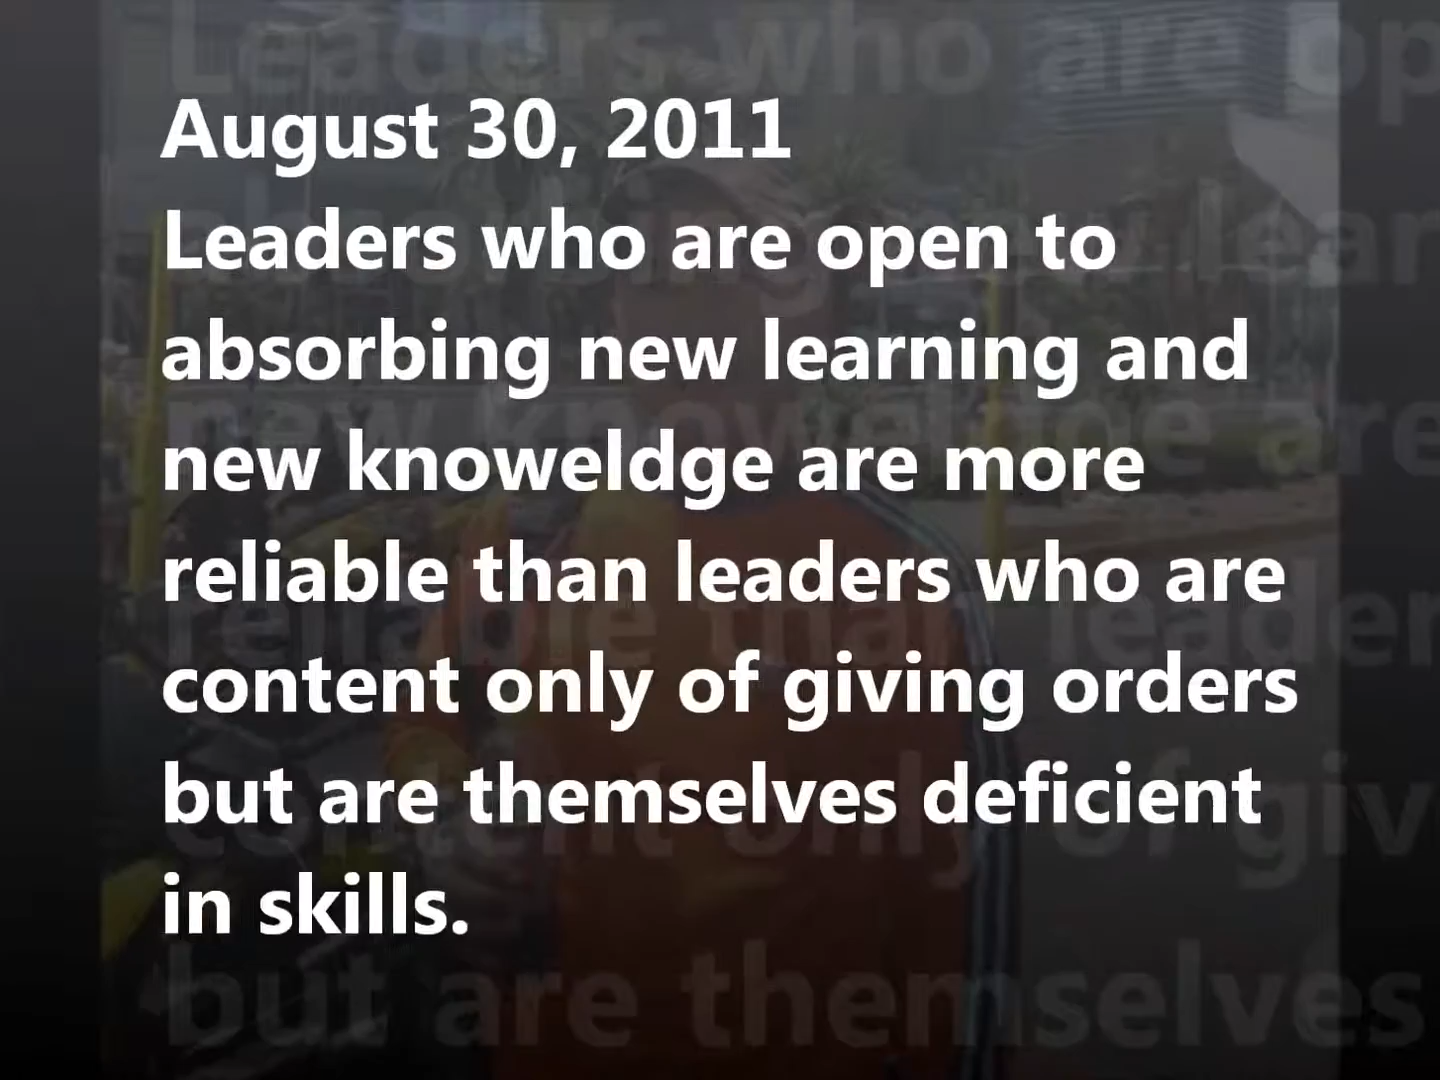 August 30, 2011
Leaders who are open to
absorbing new learning and
new knoweldge are more
reliable than leaders who are
content only of giving orders
but are themselves deficient
in skills.